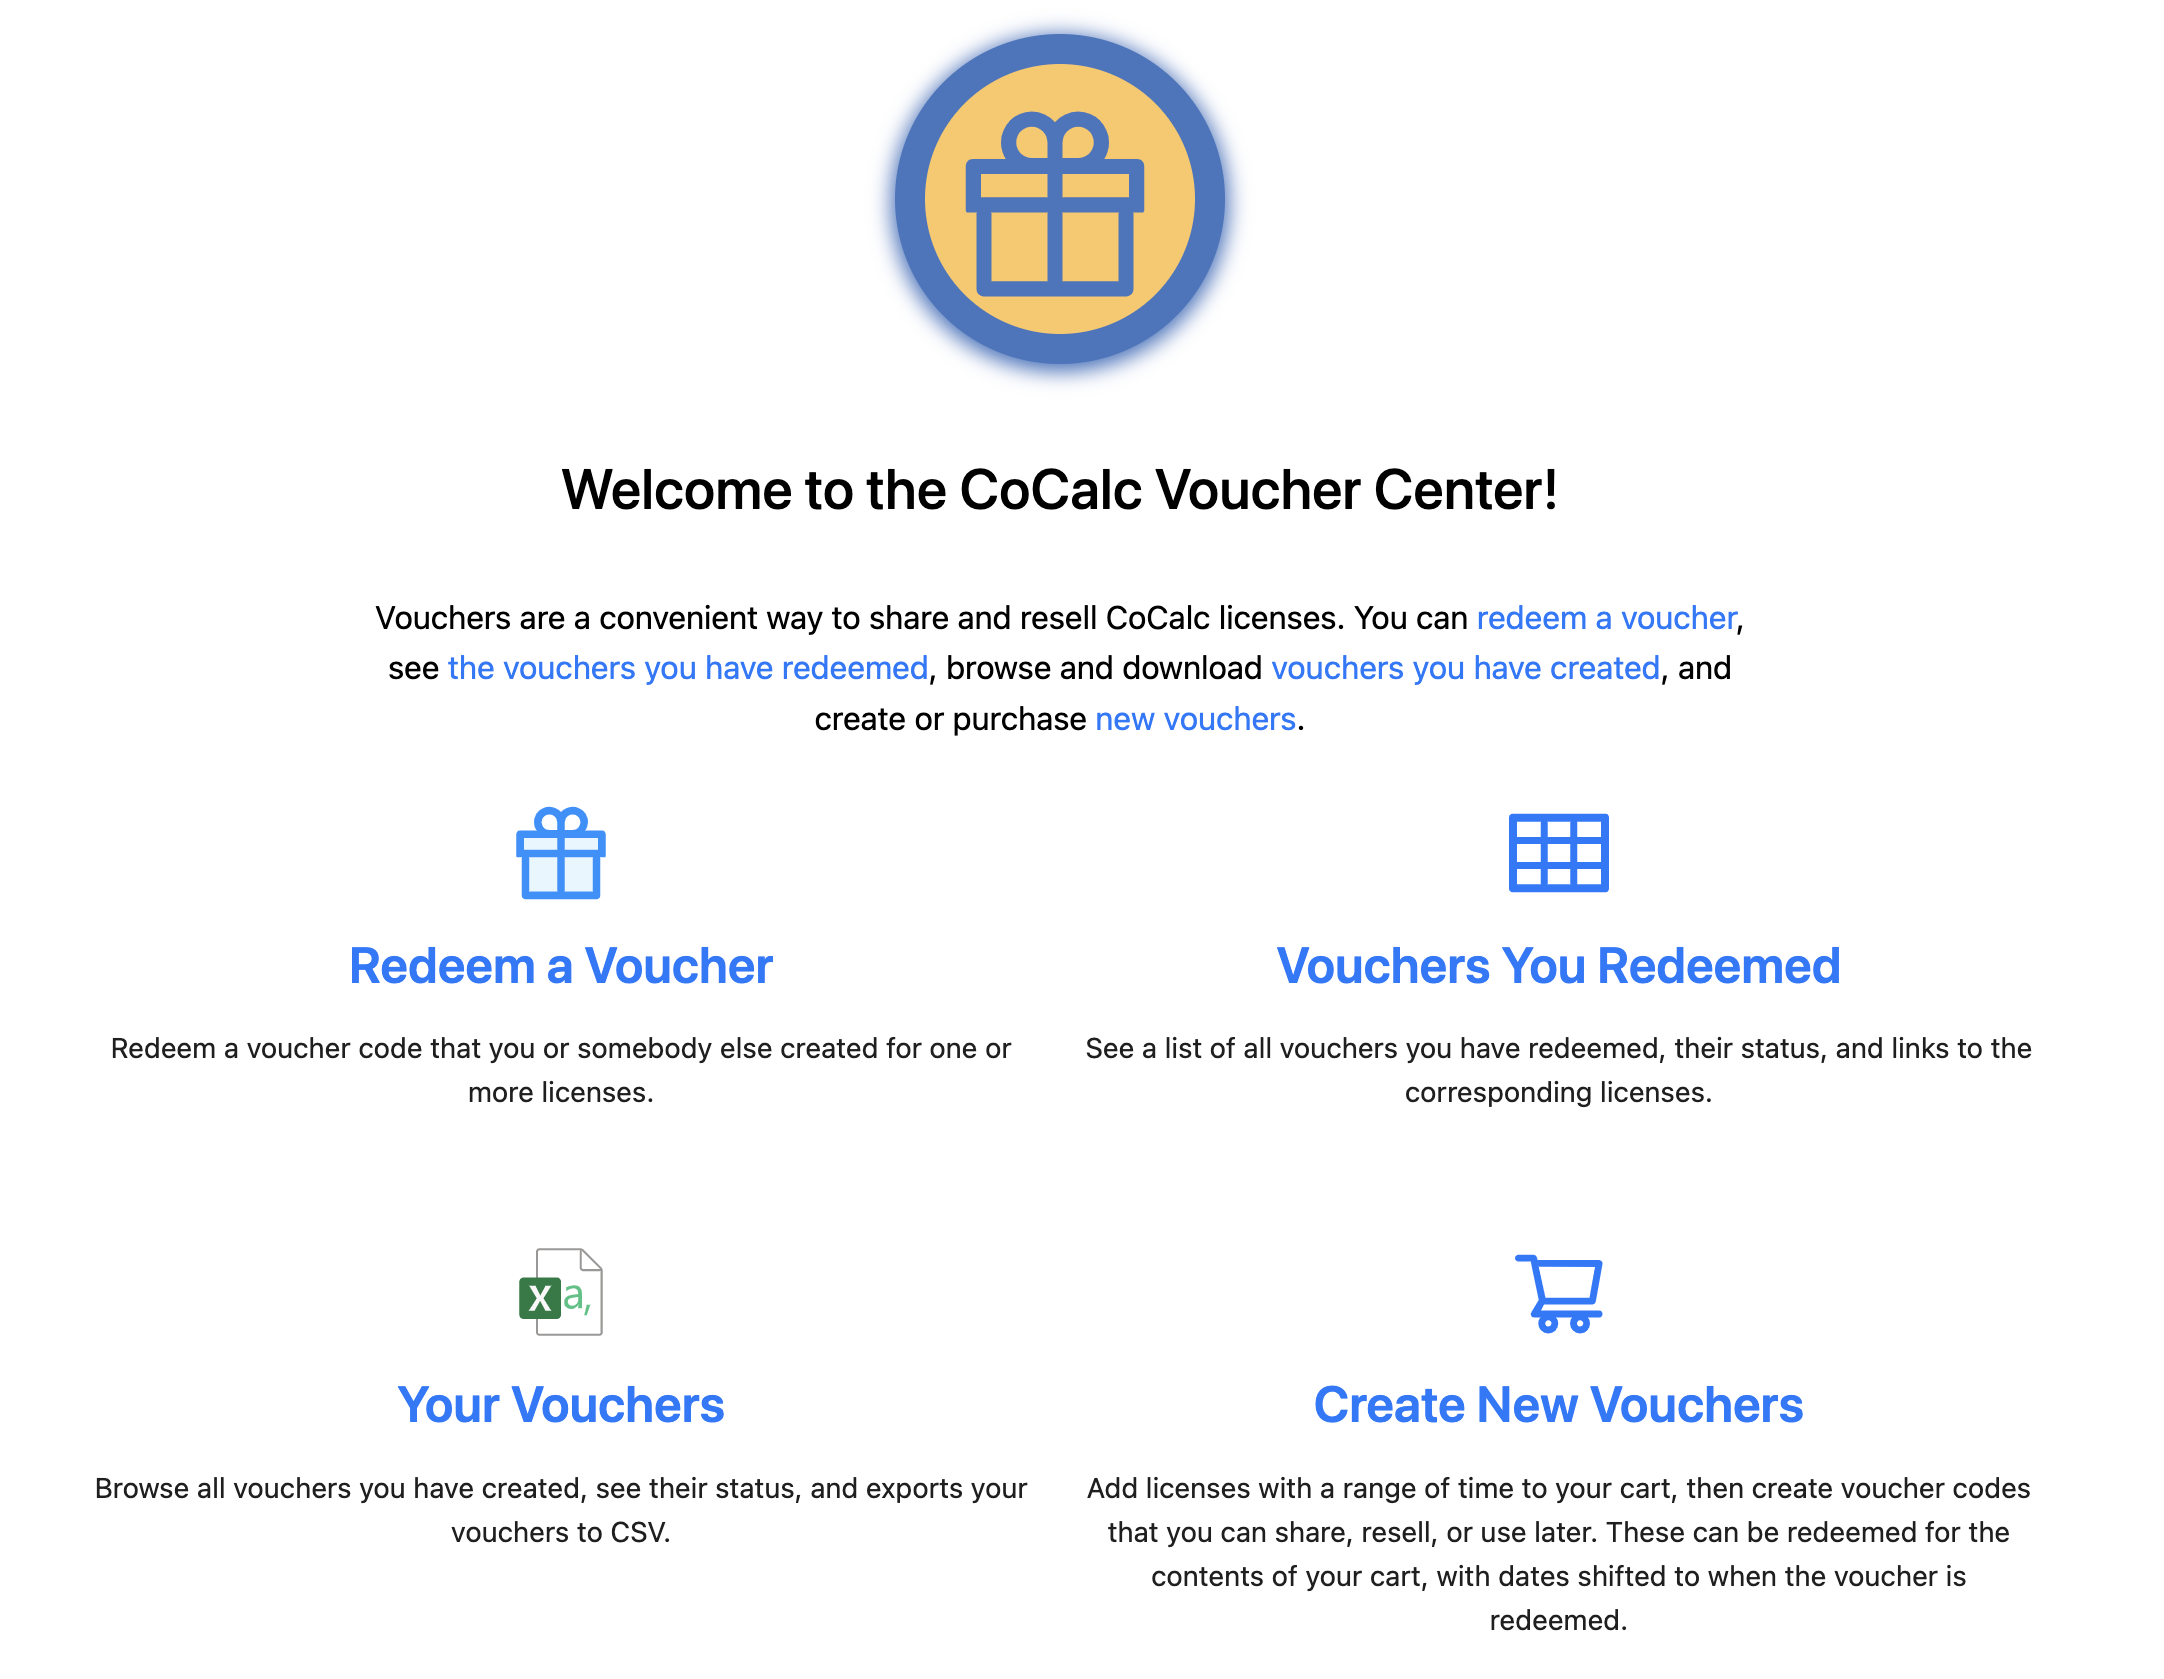 Welcome to the CoCalc Voucher Center!
Vouchers are a convenient way to share and resell CoCalc licenses. You can redeem a voucher,
see the vouchers you have redeemed, browse and download vouchers you have created, and
create or purchase new vouchers.
Redeem a Voucher
Redeem a voucher code that you or somebody else created for one or
more licenses.
Vouchers You Redeemed
See a list of all vouchers you have redeemed, their status, and links to the
corresponding licenses.
X a,
Your Vouchers
Browse all vouchers you have created, see their status, and exports your
vouchers to CSV.
Create New Vouchers
Add licenses with a range of time to your cart, then create voucher codes
that you can share, resell, or use later. These can be redeemed for the
contents of your cart, with dates shifted to when the voucher is
redeemed.